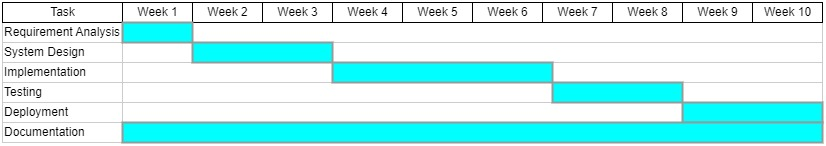 Task Week 1 Week 2 Week 3 Week 4 Week 5 Week 6 Week 7 Week 8 Week 9 Week 10
Requirement Analysis
System Design
Implementation
Testing
Deployment
Documentation